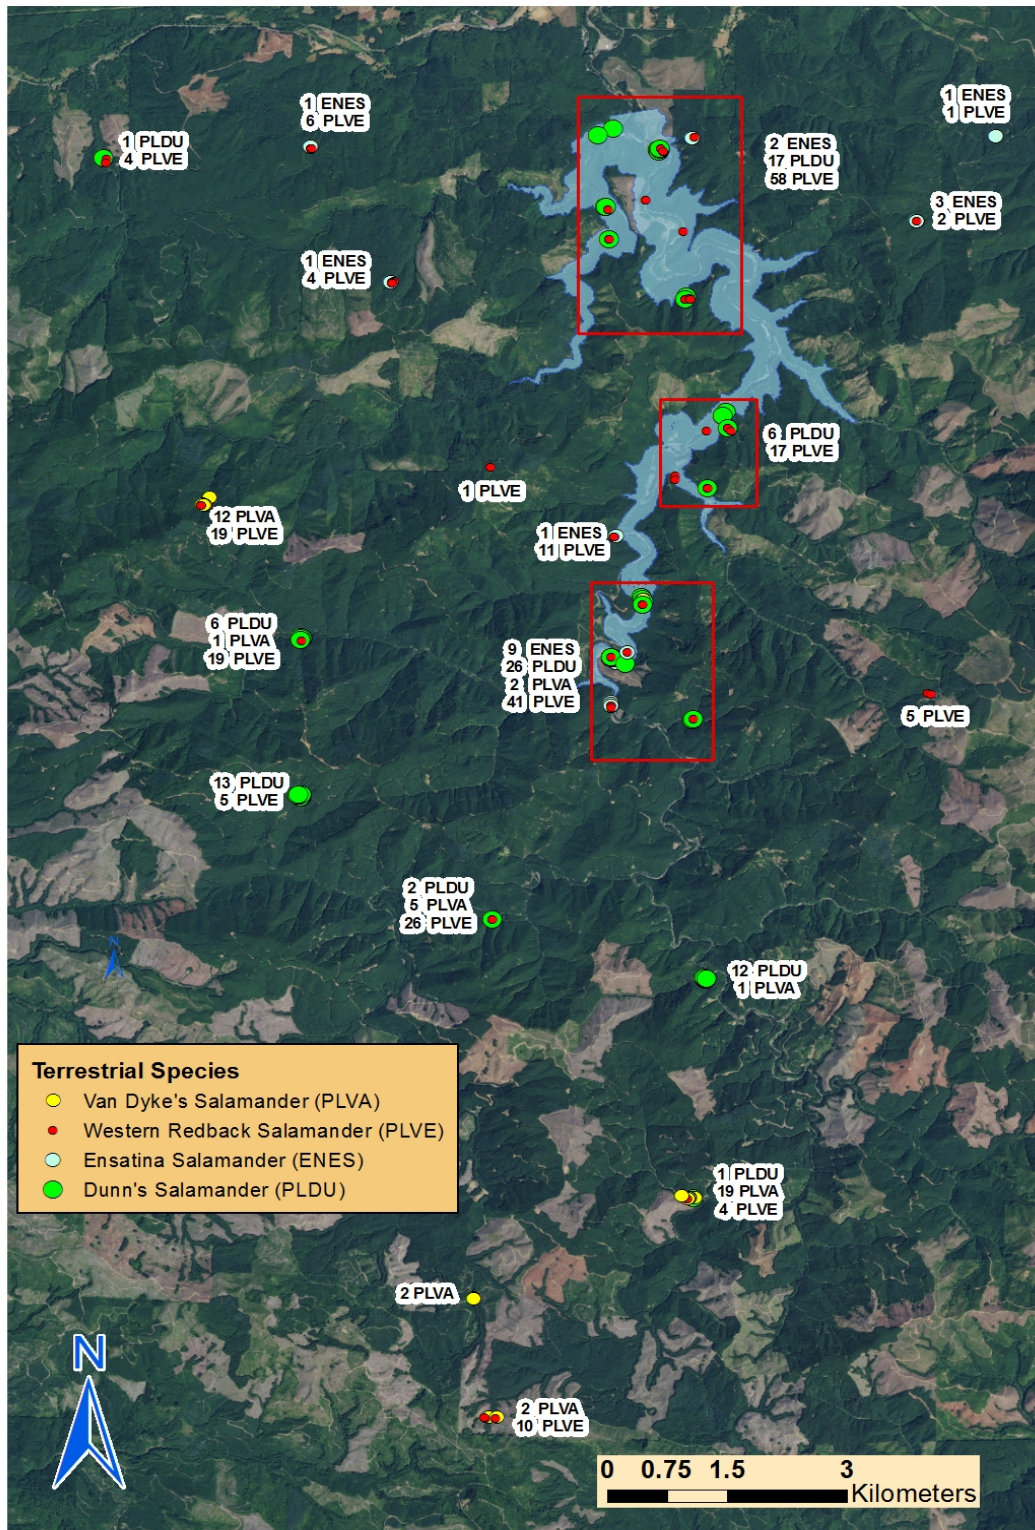 1 ENES
6 PLVE
1 ENES
1 PLVE
1 PLDU
4 PLVE
2 ENES
17 PLDU
58 PLVE
3 ENES
2 PLVE
1 ENES
4 PLVE
6 PLDU
17 PLVE
1 PLVE
12 PLVA
19 PLVE
1 ENES
11 PLVE
6 PLDU
1 PLVA
19 PLVE
9 ENES
26 PLDU
2 PLVA
41 PLVE
5 PLVE
13 PLDU
5 PLVE
2 PLDU
5 PLVA
26 PLVE
N
12 PLDU
1 PLVA
Terrestrial Species
Van Dyke's Salamander (PLVA)
Western Redback Salamander (PLVE)
Ensatina Salamander (ENES)
Dunn's Salamander (PLDU)
1 PLDU
19 PLVA
4 PLVE
2 PLVA
N
2 PLVA
10 PLVE
0 0.75 1.5 3
Kilometers